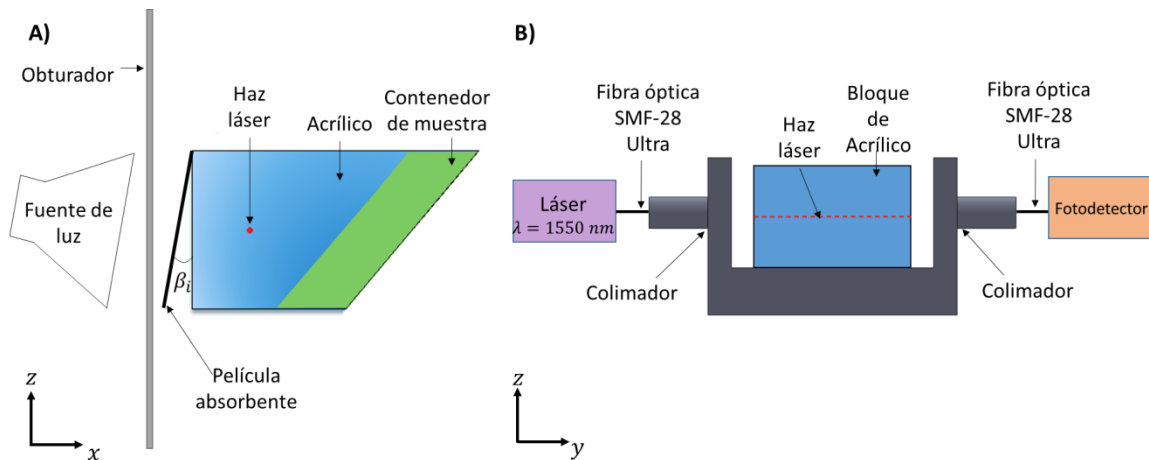 A)
Obturador
Haz
láser
Acrílico
Contenedor
de muestra
Fuente de
luz
βi
Película
absorbente
z
x
B)
Fibra óptica
SMF-28
Ultra
Haz
láser
Bloque
de
Acrílico
Fibra óptica
SMF-28
Ultra
Láser
λ = 1550 nm
Fotodetector
Colimador
Colimador
z
y